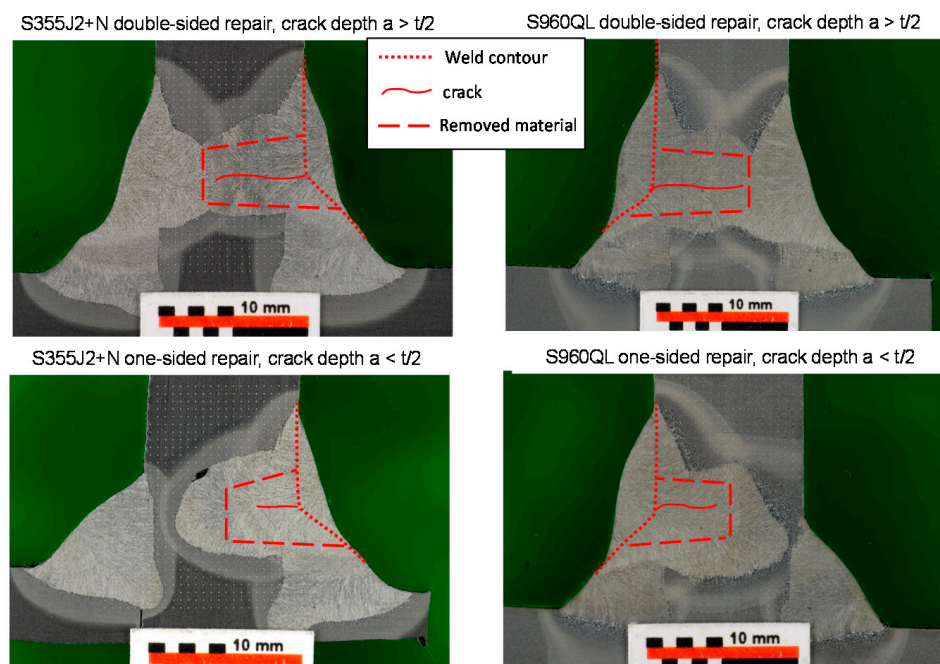 S355J2+N double-sided repair, crack depth a > t/2
S960QL double-sided repair, crack depth a > t/2
Weld contour
crack
Removed material
10 mm
10 mm
S355J2+N one-sided repair, crack depth a < t/2
S960QL one-sided repair, crack depth a < t/2
10 mm
10 mm